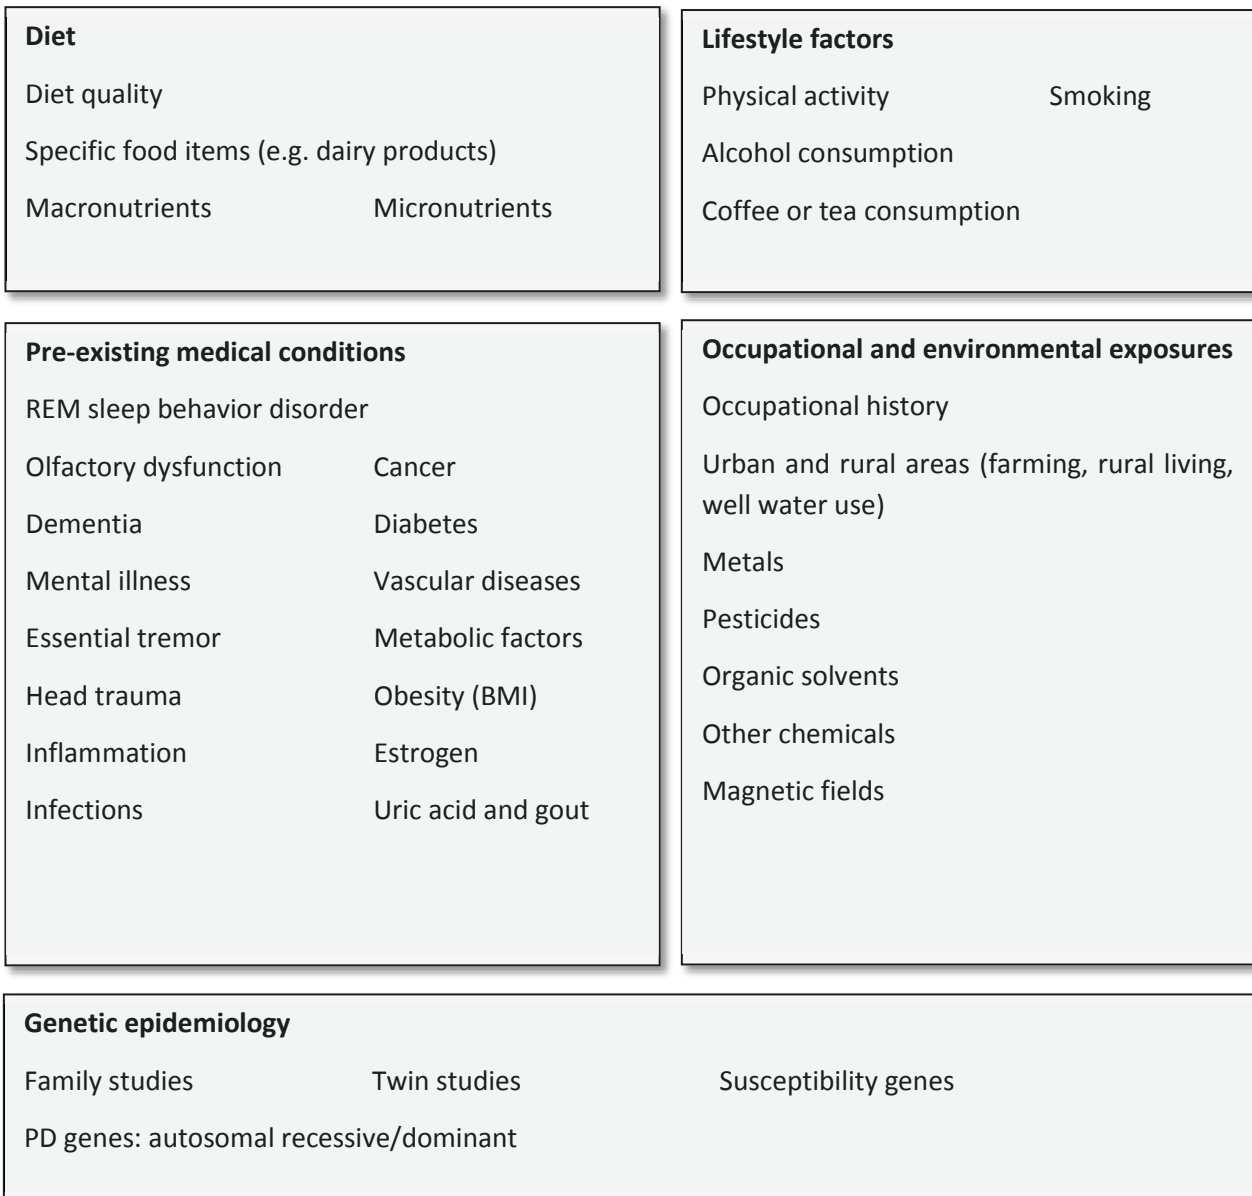 Diet
Diet quality
Specific food items (e.g. dairy products)
Macronutrients Micronutrients
Lifestyle factors
Physical activity Smoking
Alcohol consumption
Coffee or tea consumption
Pre-existing medical conditions
REM sleep behavior disorder
Olfactory dysfunction Cancer
Dementia Diabetes
Mental illness Vascular diseases
Essential tremor Metabolic factors
Head trauma Obesity (BMI)
Inflammation Estrogen
Infections Uric acid and gout
Occupational and environmental exposures
Occupational history
Urban and rural areas (farming, rural living,
well water use)
Metals
Pesticides
Organic solvents
Other chemicals
Magnetic fields
Genetic epidemiology
Family studies Twin studies Susceptibility genes
PD genes: autosomal recessive/dominant